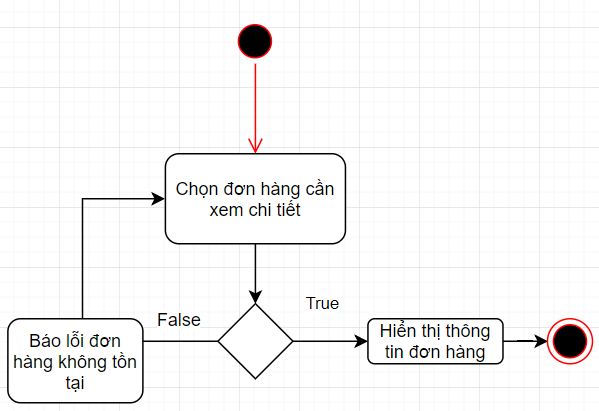 Chọn đơn hàng cần
xem chi tiết
False
True
Báo lỗi đơn
hàng không tồn
tại
Hiển thị thông
tin đơn hàng